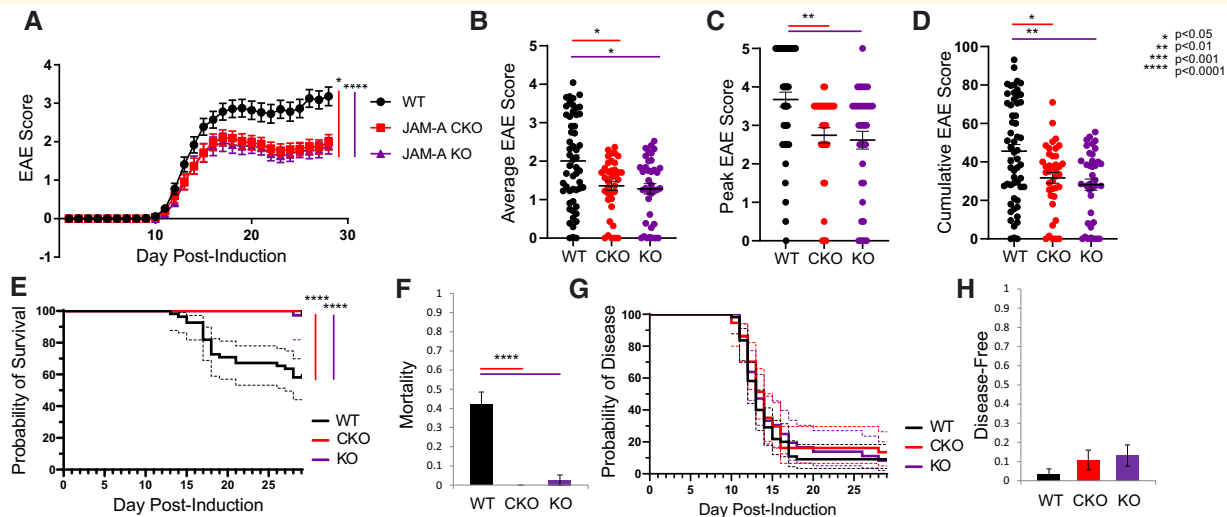 A
EAE Score
4
3
2
1
0
-1
10
20
30
Day Post-Induction
*
****
WT
JAM-A CKO
JAM-A KO
B
Average EAE Score
5
4
3
2
1
0
*
*
WT
CKO
KO
C
Peak EAE Score
5
4
3
2
1
0
**
WT
CKO
KO
D
Cumulative EAE Score
100
80
60
40
20
0
*
**
WT
CKO
KO
* p<0.05
** p<0.01
*** p<0.001
**** p<0.0001
E
Probability of Survival
100
80
60
40
20
0
0 5 10 15 20 25
Day Post-Induction
****
****
WT
CKO
KO
F
Mortality
1
0.9
0.8
0.7
0.6
0.5
0.4
0.3
0.2
0.1
0
****
WT CKO KO
G
Probability of Disease
100
80
60
40
20
0
0 5 10 15 20 25
Day Post-Induction
WT
CKO
KO
H
Disease-Free
1
0.9
0.8
0.7
0.6
0.5
0.4
0.3
0.2
0.1
0
WT CKO KO